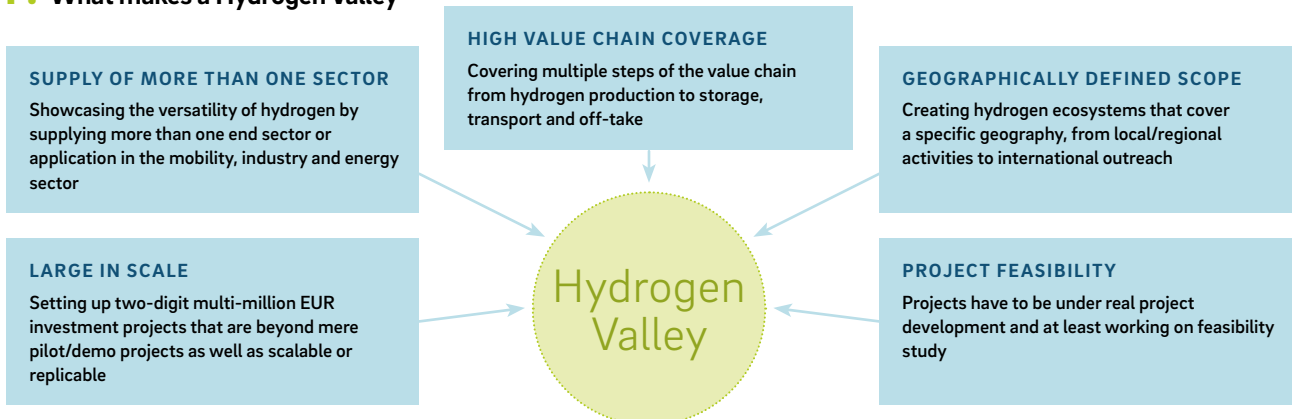 What makes a Hydrogen Valley
HIGH VALUE CHAIN COVERAGE
Covering multiple steps of the value chain
from hydrogen production to storage,
transport and off-take
SUPPLY OF MORE THAN ONE SECTOR
Showcasing the versatility of hydrogen by
supplying more than one end sector or
application in the mobility, industry and energy
sector
GEOGRAPHICALLY DEFINED SCOPE
Creating hydrogen ecosystems that cover
a specific geography, from local/regional
activities to international outreach
LARGE IN SCALE
Setting up two-digit multi-million EUR
investment projects that are beyond mere
pilot/demo projects as well as scalable or
replicable
Hydrogen
Valley
PROJECT FEASIBILITY
Projects have to be under real project
development and at least working on feasibility
study